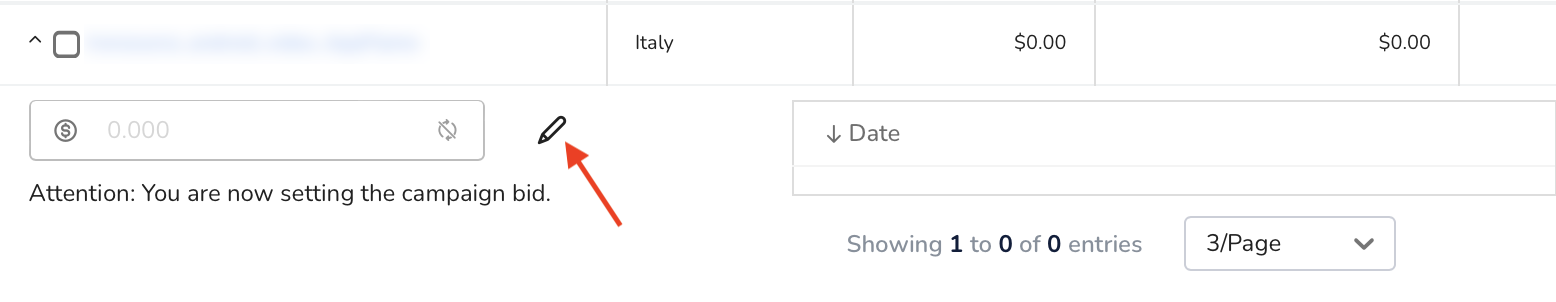 Italy $0.00 $0.00
0.000
Date
Attention: You are now setting the campaign bid.
Showing 1 to 0 of 0 entries 3/Page